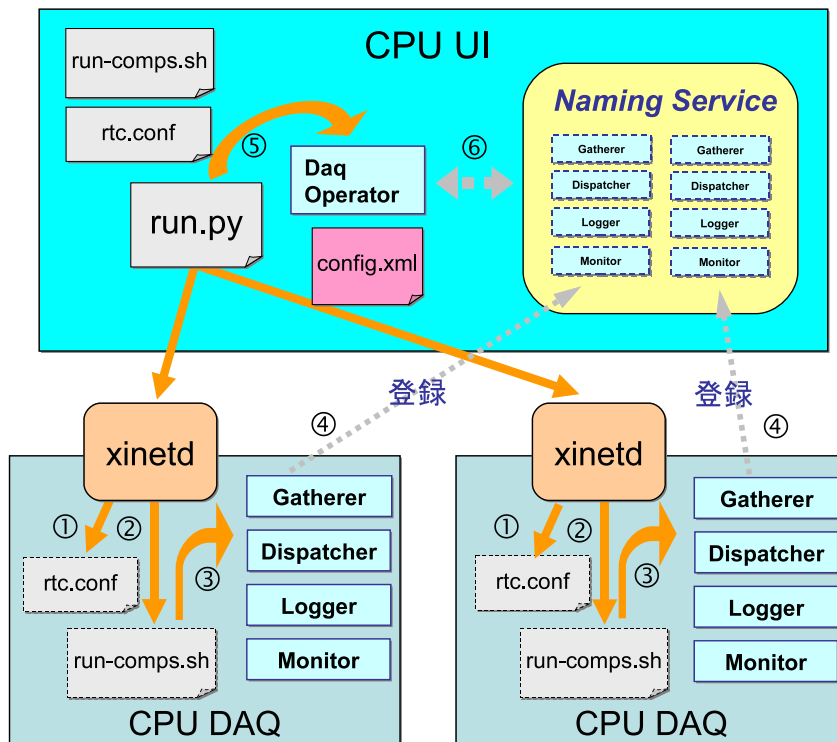 CPU UI
run-comps.sh
rtc.conf
⑤
run.py
Daq
Operator
config.xml
⑥
Naming Service
Gatherer
Dispatcher
Logger
Monitor
Gatherer
Dispatcher
Logger
Monitor
登録
登録
④
④
xinetd
①
②
③
rtc.conf
run-comps.sh
Gatherer
Dispatcher
Logger
Monitor
CPU DAQ
xinetd
①
②
③
rtc.conf
run-comps.sh
Gatherer
Dispatcher
Logger
Monitor
CPU DAQ